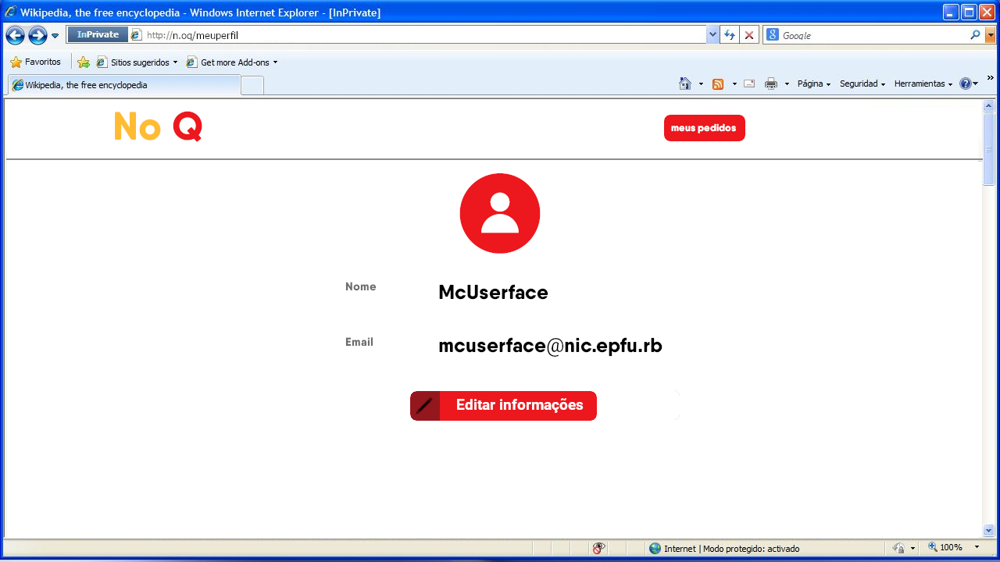 Wikipedia, the free encyclopedia - Windows Internet Explorer - [InPrivate]
InPrivate http://n.oq/meuperfil Google
Favoritos Sitios sugeridos Get more Add-ons
Wikipedia, the free encyclopedia Página Seguridad Herramientas »
No Q meus pedidos
Nome McUserface
Email mcuserface@nic.epfu.rb
Editar informações
Internet | Modo protegido: activado 100%